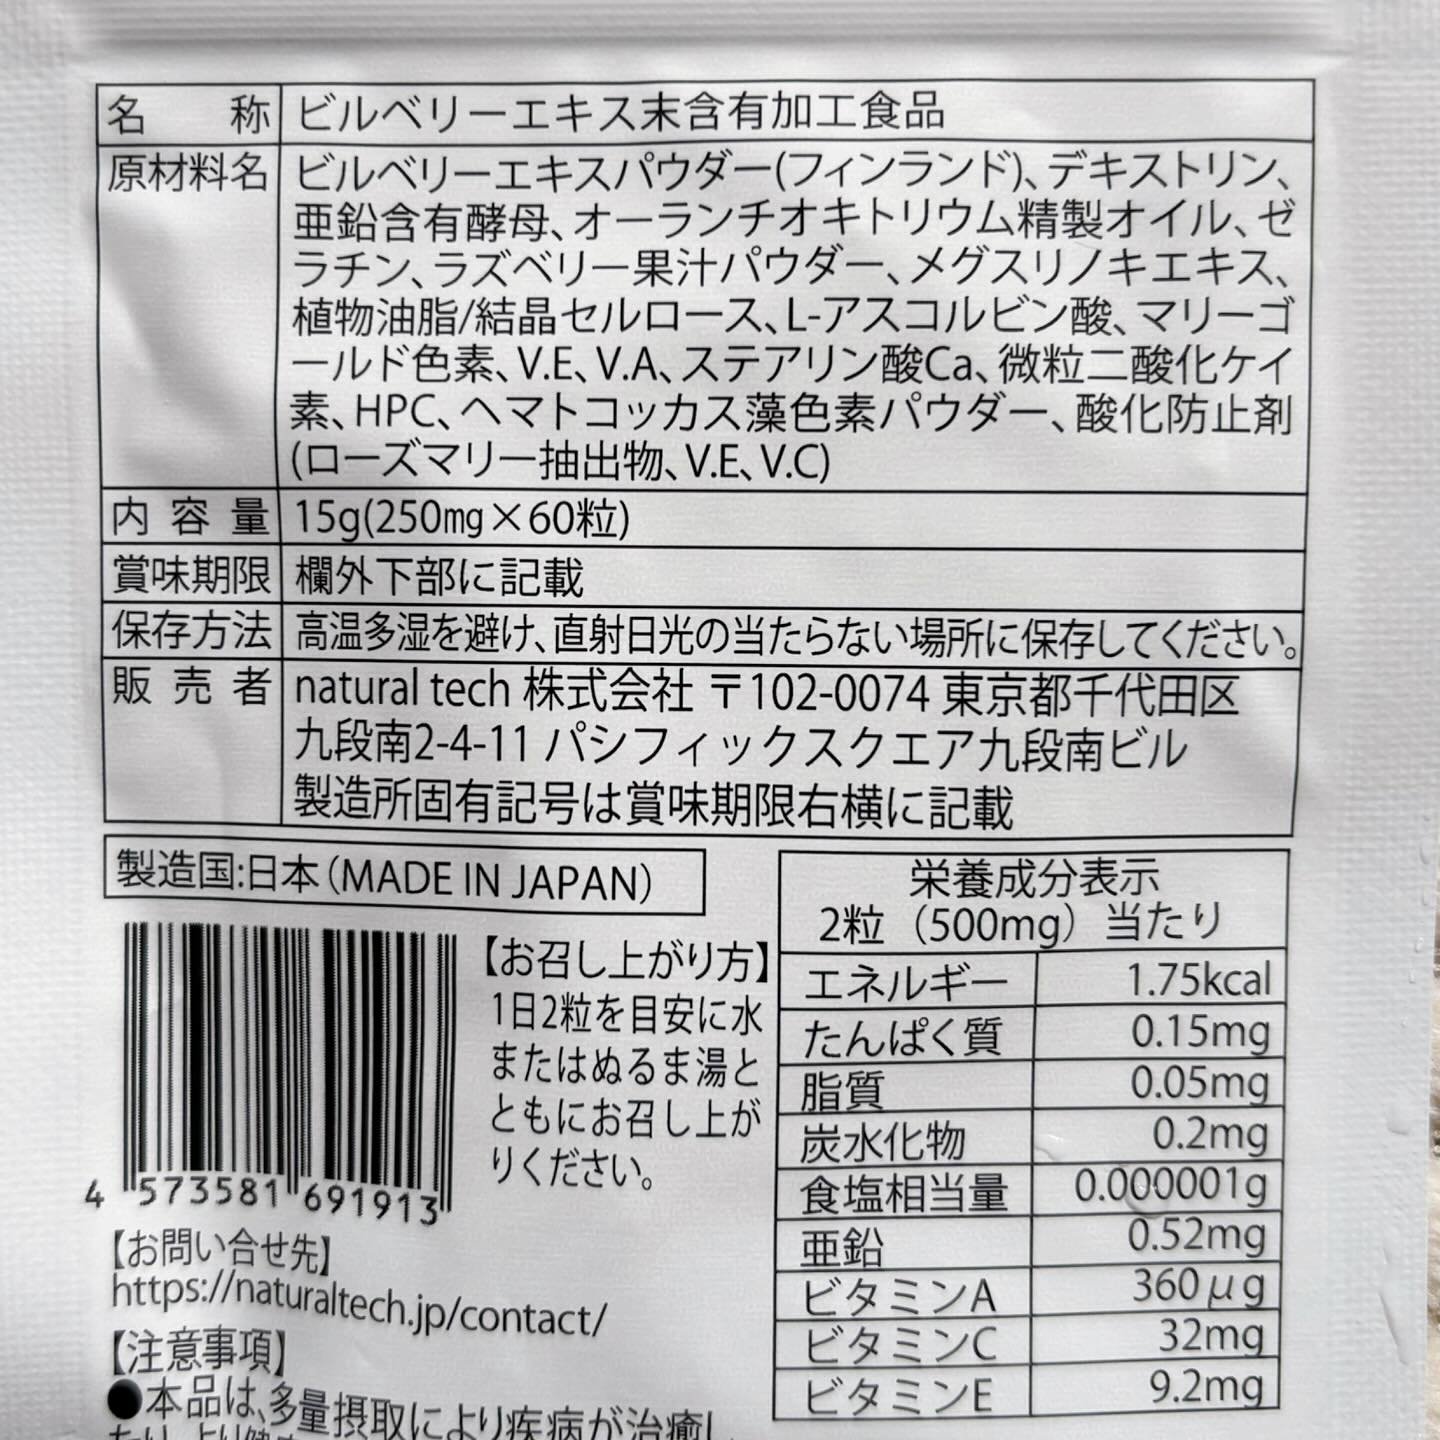 名 称 ビルベリーエキス末含有加工食品
原材料名 ビルベリーエキスパウダー(フィンランド)、デキストリン、
亜鉛含有酵母、オーランチオキトリウム精製オイル、ゼ
ラチン、ラズベリー果汁パウダー、メグスリノキエキス、
植物油脂/結晶セルロース、L-アスコルビン酸、マリーゴ
ールド色素、V.E、V.A、ステアリン酸Ca、微粒二酸化ケイ
素、HPC、ヘマトコッカス藻色素パウダー、酸化防止剤
(ローズマリー抽出物、V.E、V.C)
内容量 15g(250mg×60粒)
賞味期限 欄外下部に記載
保存方法 高温多湿を避け、直射日光の当たらない場所に保存してください。
販売者 natural tech 株式会社 〒102-0074 東京都千代田区
九段南2-4-11 パシフィックスクエア九段南ビル
製造所固有記号は賞味期限右横に記載
製造国:日本(MADE IN JAPAN)
4 573581 691913
【お召し上がり方】
1日2粒を目安に水
またはぬるま湯と
ともにお召し上が
りください。
【お問い合せ先】
https://naturaltech.jp/contact/
【注意事項】
●本品は、多量摂取により疾病が治癒し
栄養成分表示
2粒(500mg)当たり
エネルギー 1.75kcal
たんぱく質 0.15mg
脂質 0.05mg
炭水化物 0.2mg
食塩相当量 0.000001g
亜鉛 0.52mg
ビタミンA 360μg
ビタミンC 32mg
ビタミンE 9.2mg